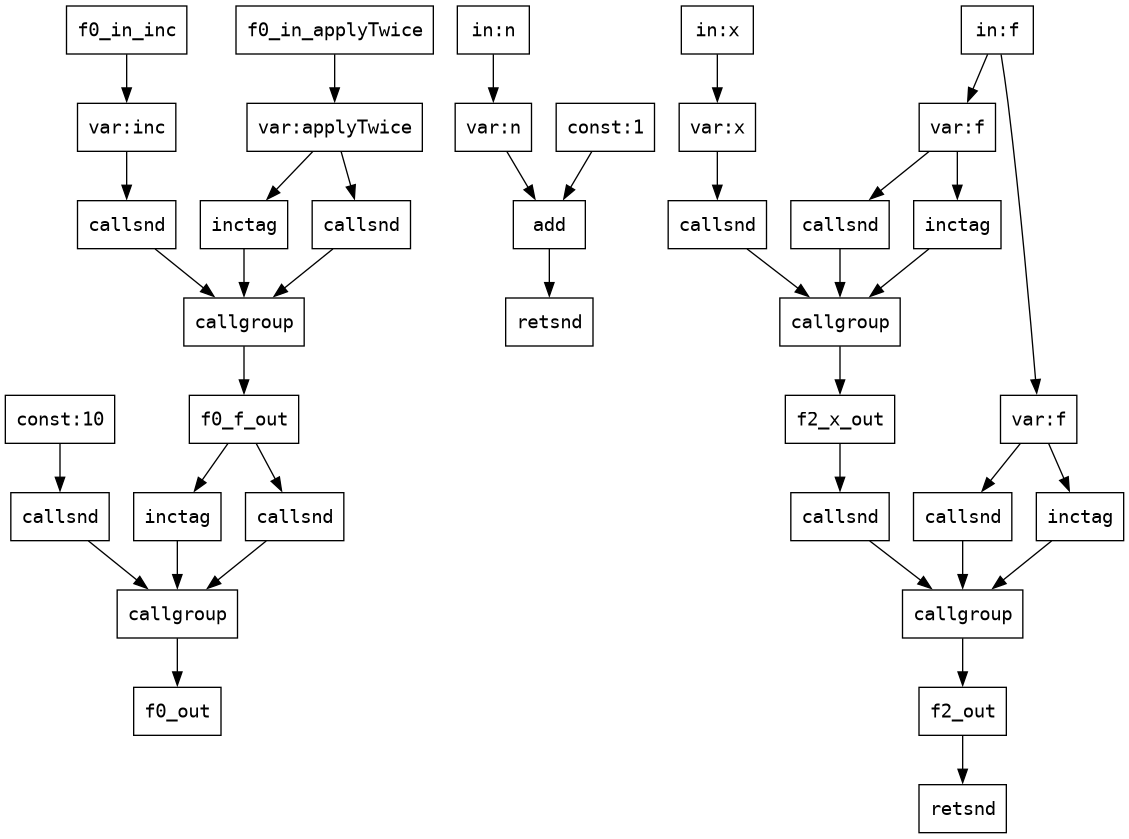 f0_in_inc
f0_in_applyTwice
in:n
in:x
in:f
var:inc
var:applyTwice
var:n
const:1
var:x
var:f
callsnd
inctag
callsnd
add
callsnd
callsnd
inctag
callgroup
retsnd
callgroup
const:10
f0_f_out
f2_x_out
var:f
callsnd
inctag
callsnd
callsnd
callsnd
inctag
callgroup
callgroup
f0_out
f2_out
retsnd